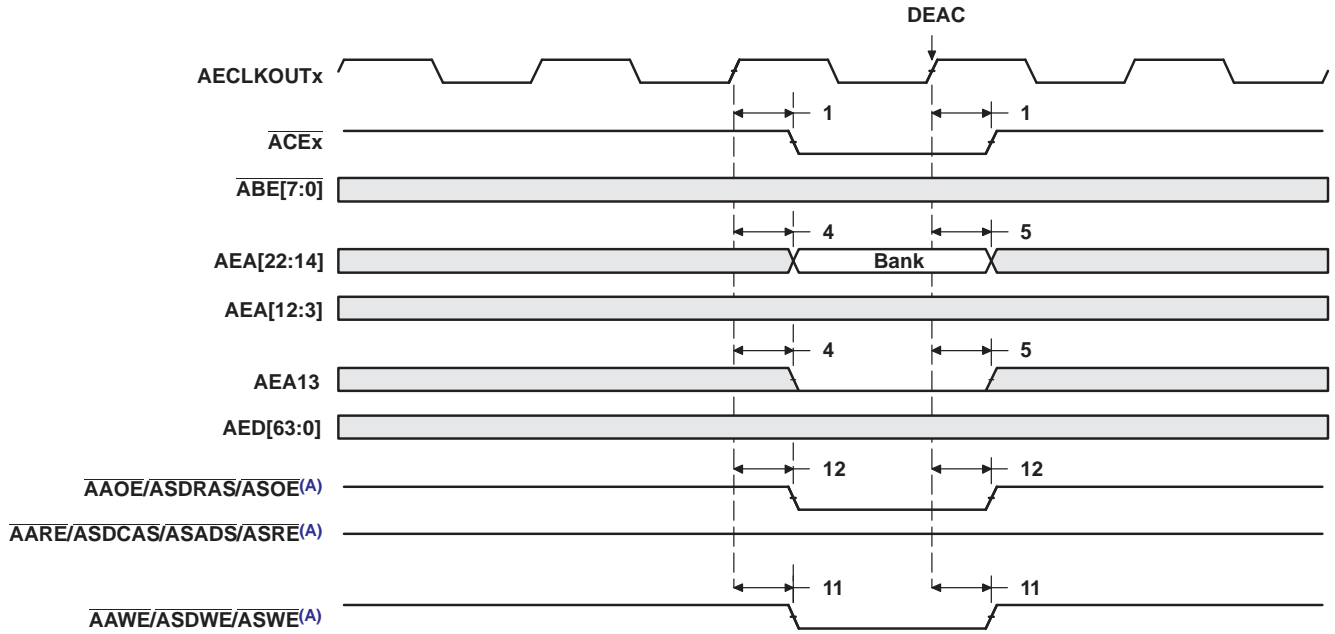 DEAC
AECLKOUTx
1 1
ACEx
ABE[7:0]
4 5
AEA[22:14] Bank
AEA[12:3]
4 5
AEA13
AED[63:0]
12 12
AAOE/ASDRAS/ASOE(A)
AARE/ASDCAS/ASADS/ASRE(A)
11 11
AAWE/ASDWE/ASWE(A)